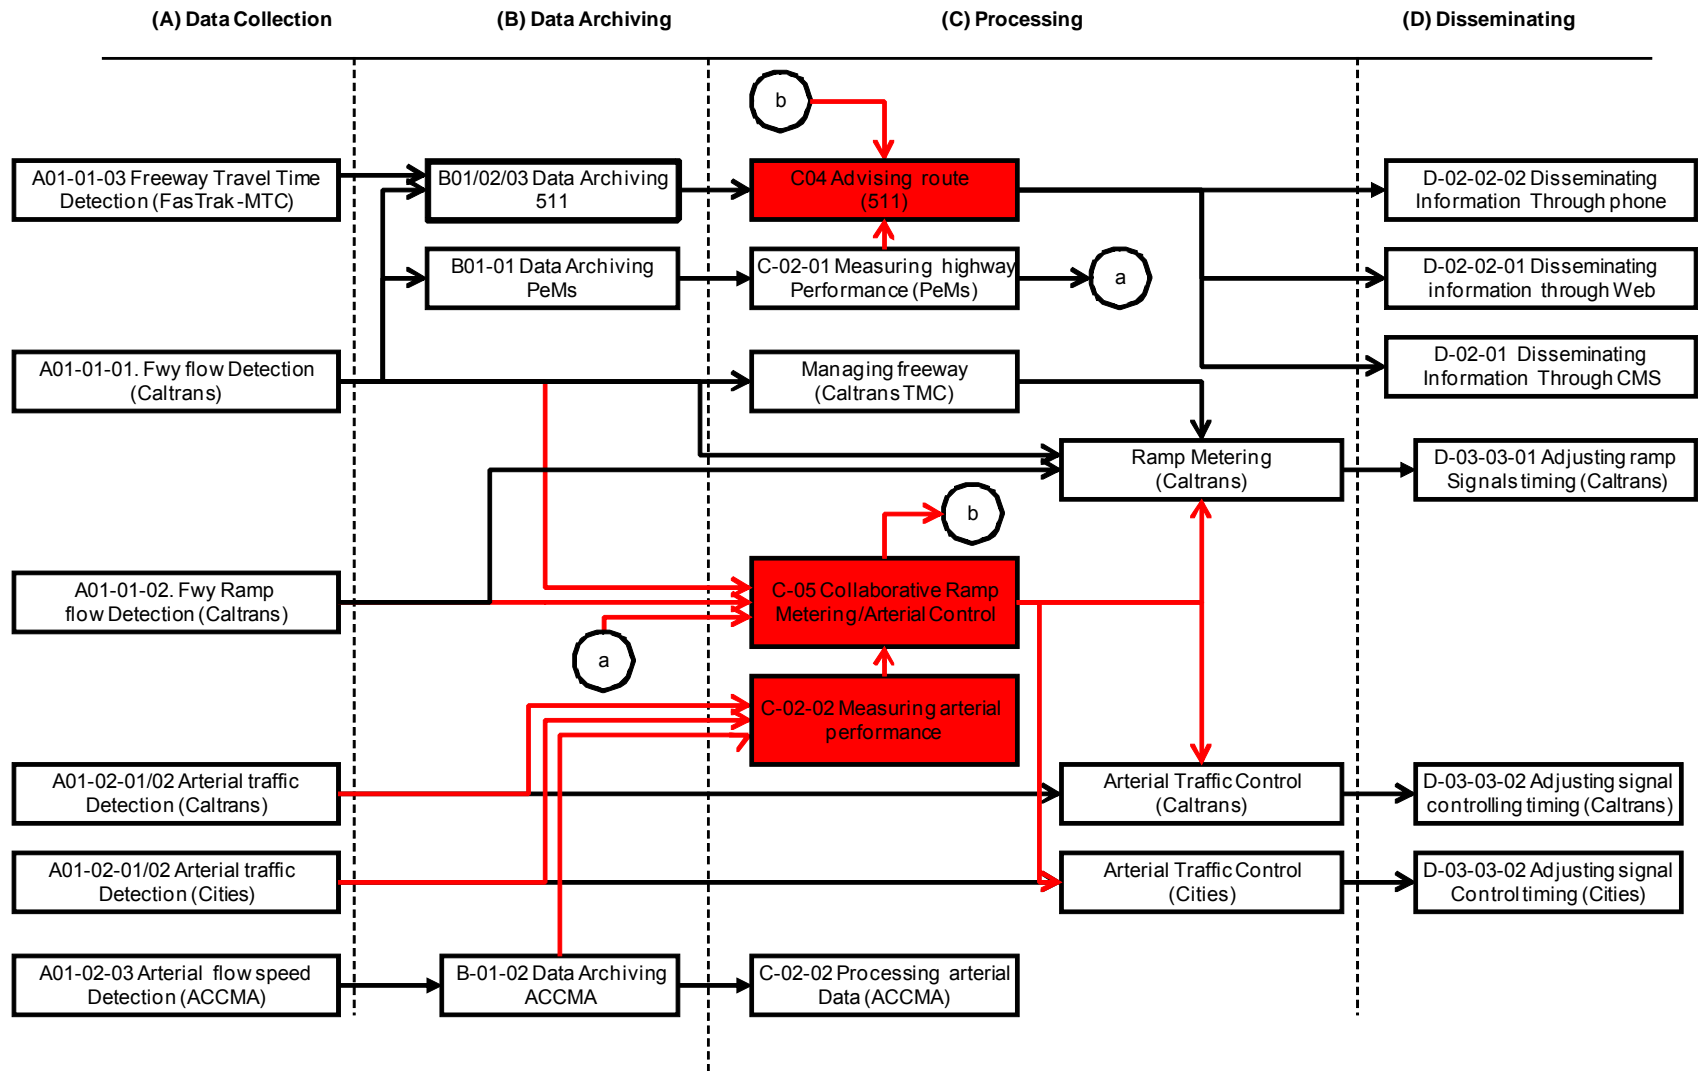 (A) Data Collection
(B) Data Archiving
(C) Processing
(D) Disseminating
b
A01-01-03 Freeway Travel Time
Detection (FasTrak-MTC)
B01/02/03 Data Archiving
511
C04 Advising route
(511)
D-02-02-02 Disseminating
Information Through phone
B01-01 Data Archiving
PeMs
C-02-01 Measuring highway
Performance (PeMs)
a
D-02-02-01 Disseminating
information through Web
A01-01-01. Fwy flow Detection
(Caltrans)
Managing freeway
(Caltrans TMC)
D-02-01 Disseminating
Information Through CMS
Ramp Metering
(Caltrans)
D-03-03-01 Adjusting ramp
Signals timing (Caltrans)
b
A01-01-02. Fwy Ramp
flow Detection (Caltrans)
C-05 Collaborative Ramp
Metering/Arterial Control
a
C-02-02 Measuring arterial
performance
A01-02-01/02 Arterial traffic
Detection (Caltrans)
Arterial Traffic Control
(Caltrans)
D-03-03-02 Adjusting signal
controlling timing (Caltrans)
A01-02-01/02 Arterial traffic
Detection (Cities)
Arterial Traffic Control
(Cities)
D-03-03-02 Adjusting signal
Control timing (Cities)
A01-02-03 Arterial flow speed
Detection (ACCMA)
B-01-02 Data Archiving
ACCMA
C-02-02 Processing arterial
Data (ACCMA)